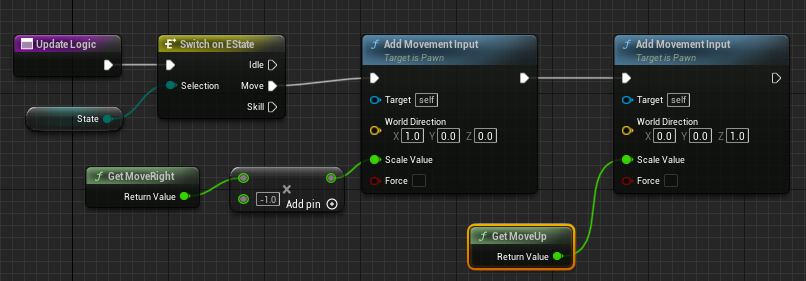 Update Logic
Switch on EState
Idle
Selection
Move
Skill
State
Add Movement Input
Target is Pawn
Target self
World Direction
X 1.0 Y 0.0 Z 0.0
Scale Value
Force
Add Movement Input
Target is Pawn
Target self
World Direction
X 0.0 Y 0.0 Z 1.0
Scale Value
Force
f Get MoveRight
Return Value
-1.0
Add pin
f Get MoveUp
Return Value